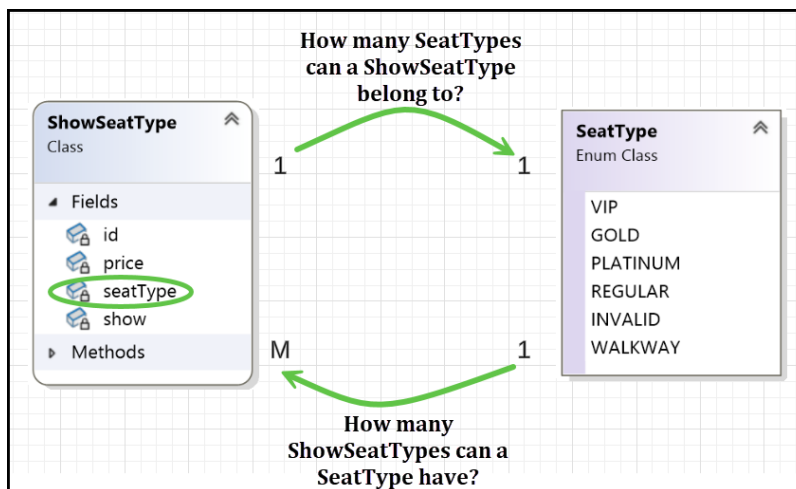 How many SeatTypes
can a ShowSeatType
belong to?
ShowSeatType
Class
Fields
id
price
seatType
show
Methods
1
1
SeatType
Enum Class
VIP
GOLD
PLATINUM
REGULAR
INVALID
WALKWAY
M
1
How many
ShowSeatTypes can a
SeatType have?